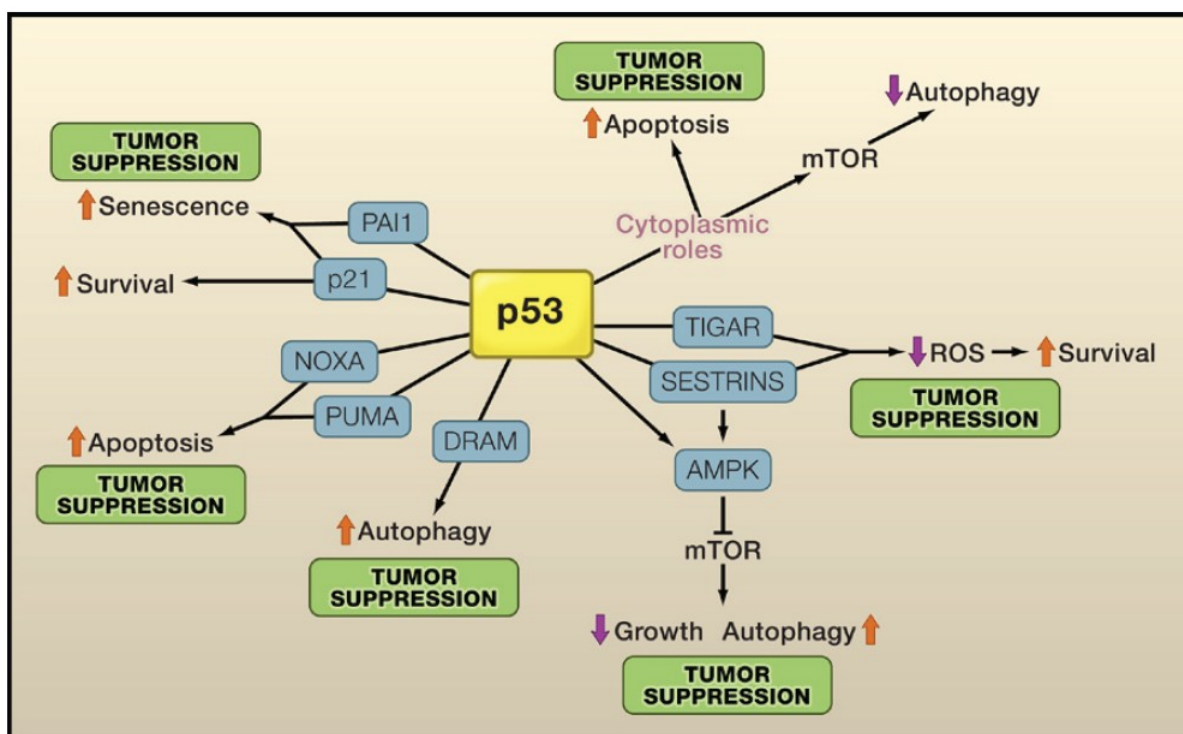 TUMOR
SUPPRESSION
Apoptosis
Autophagy
mTOR
Cytoplasmic
roles
TUMOR
SUPPRESSION
Senescence
PAI1
p21
Survival
p53
NOXA
PUMA
Apoptosis
TUMOR
SUPPRESSION
DRAM
Autophagy
TUMOR
SUPPRESSION
TIGAR
SESTRINS
ROS
Survival
TUMOR
SUPPRESSION
AMPK
mTOR
Growth Autophagy
TUMOR
SUPPRESSION